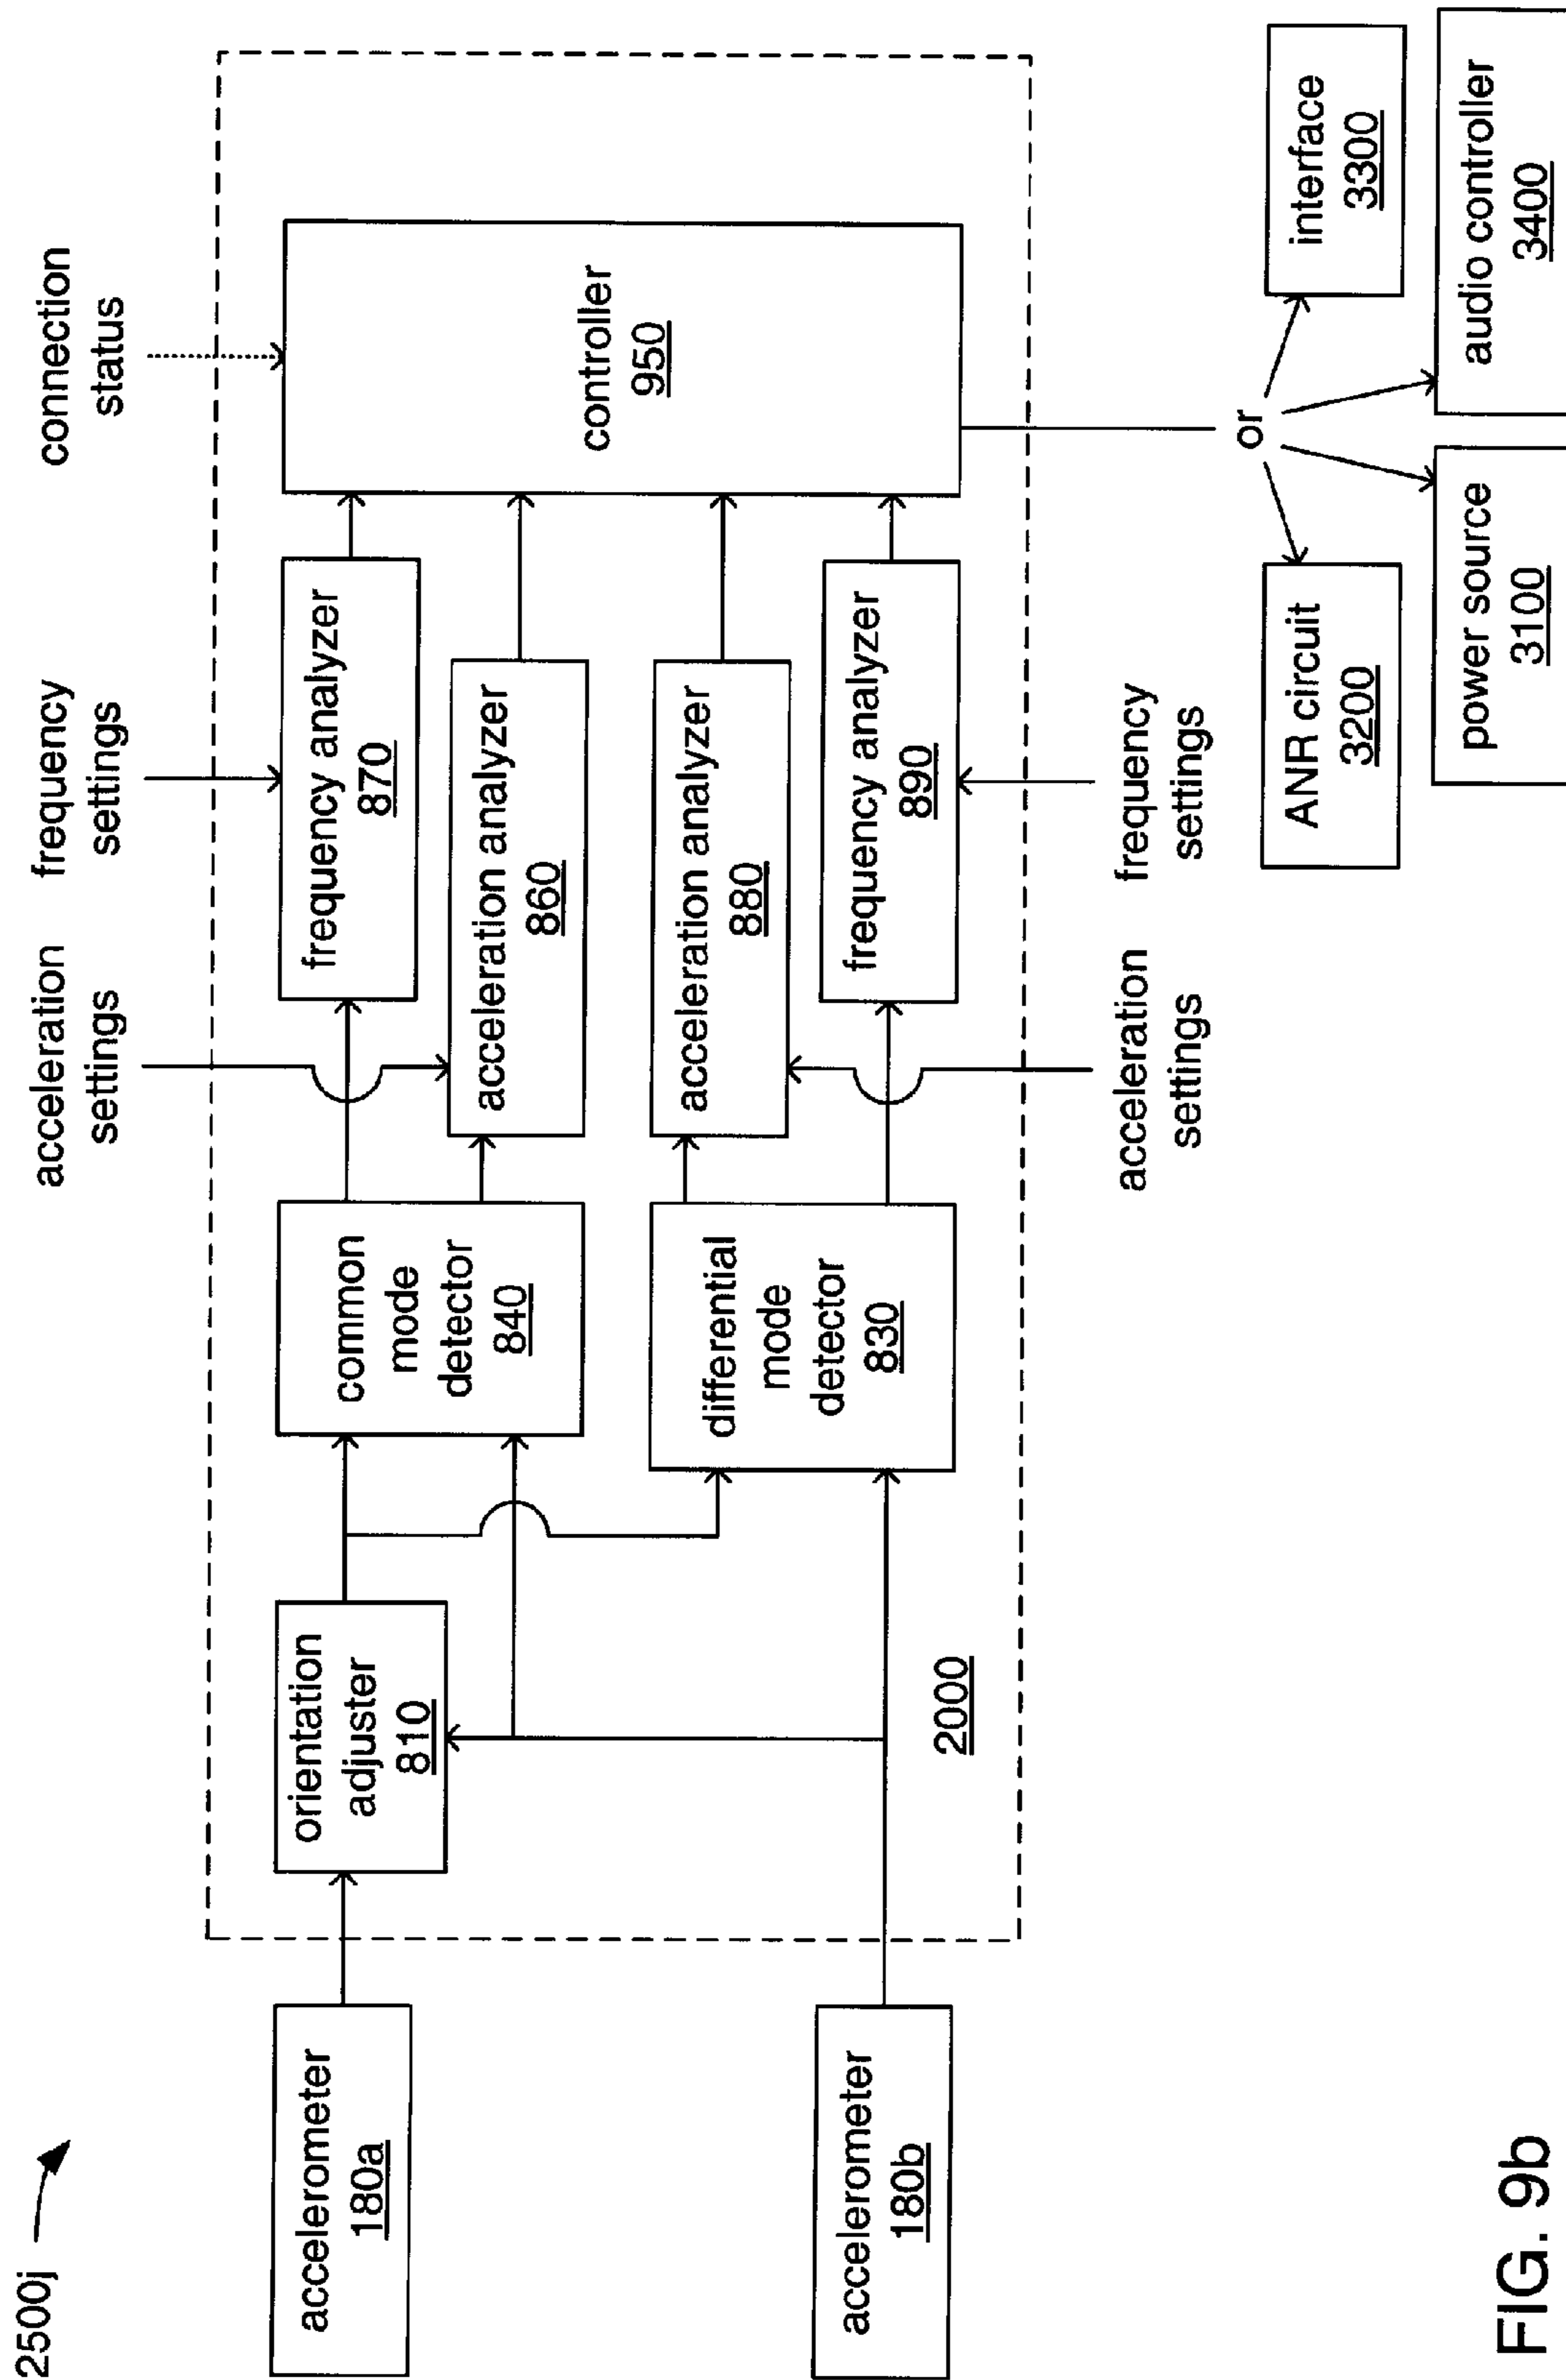 2500j
acceleration
settings
frequency
settings
connection
status
accelerometer
180a
orientation
adjuster
810
common
mode
detector
840
frequency analyzer
870
acceleration analyzer
860
controller
950
accelerometer
180b
2000
differential
mode
detector
830
acceleration analyzer
880
frequency analyzer
890
acceleration
settings
frequency
settings
or
ANR circuit
3200
interface
3300
power source
3100
audio controller
3400
FIG. 9b